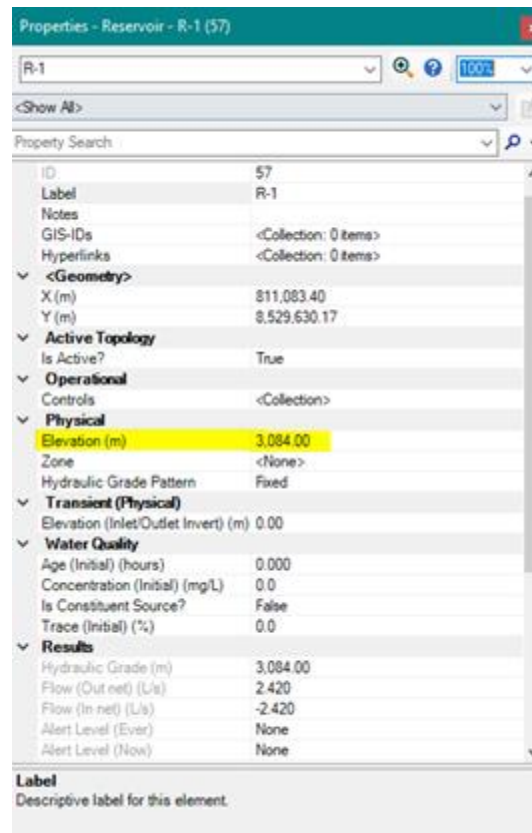 Properties - Reservoir - R-1 (57)
R-1
100%
<Show All>
Property Search
ID 57
Label R-1
Notes
GIS-IDs <Collection: 0 items>
Hyperlinks <Collection: 0 items>
<Geometry>
X (m) 811,083.40
Y (m) 8,529,630.17
Active Topology
Is Active? True
Operational
Controls <Collection>
Physical
Elevation (m) 3,084.00
Zone <None>
Hydraulic Grade Pattern Fixed
Transient (Physical)
Elevation (Inlet/Outlet Invert) (m) 0.00
Water Quality
Age (Initial) (hours) 0.000
Concentration (Initial) (mg/L) 0.0
Is Constituent Source? False
Trace (Initial) (%) 0.0
Results
Hydraulic Grade (m) 3,084.00
Flow (Out net) (L/s) 2.420
Flow (In net) (L/s) -2.420
Alert Level (Ever) None
Alert Level (Now) None
Label
Descriptive label for this element.